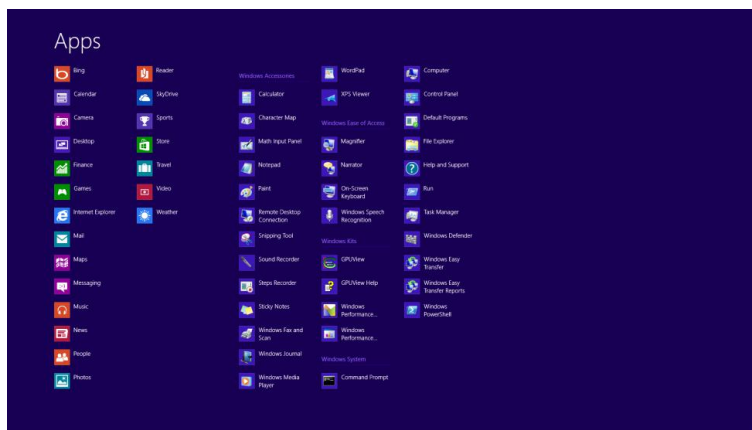 Apps
Bing
Calendar
Camera
Desktop
Finance
Games
Internet Explorer
Mail
Maps
Messaging
Music
News
People
Photos
Reader
SkyDrive
Sports
Store
Travel
Video
Weather
Windows Accessories
Calculator
Character Map
Math Input Panel
Notepad
Paint
Remote Desktop
Connection
Snipping Tool
Sound Recorder
Steps Recorder
Sticky Notes
Windows Fax and
Scan
Windows Journal
Windows Media
Player
WordPad
XPS Viewer
Windows Ease of Access
Magnifier
Narrator
On-Screen
Keyboard
Windows Speech
Recognition
Windows Kits
GPUView
GPUView Help
Windows
Performance...
Windows
Performance...
Windows System
Command Prompt
Computer
Control Panel
Default Programs
File Explorer
Help and Support
Run
Task Manager
Windows Defender
Windows Easy
Transfer
Windows Easy
Transfer Reports
Windows
PowerShell